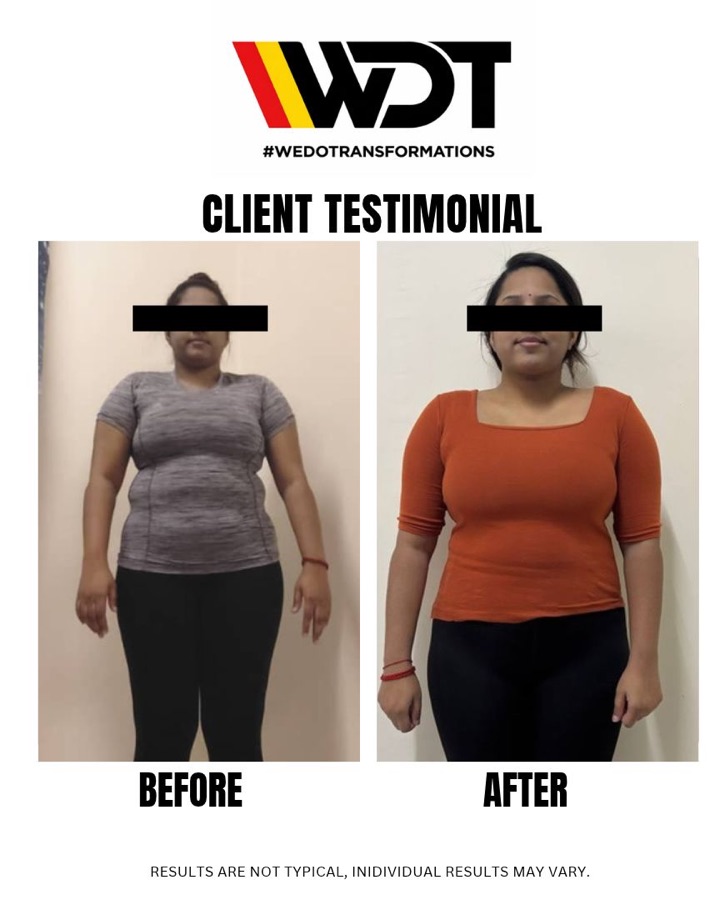 WDT
#WEDOTRANSFORMATIONS
CLIENT TESTIMONIAL
BEFORE
AFTER
RESULTS ARE NOT TYPICAL, INIDIVIDUAL RESULTS MAY VARY.